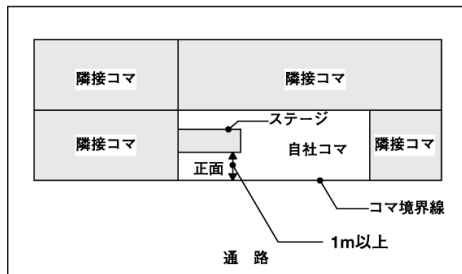 隣接コマ
隣接コマ
ステージ
隣接コマ
自社コマ
隣接コマ
正面
コマ境界線
1m以上
通 路